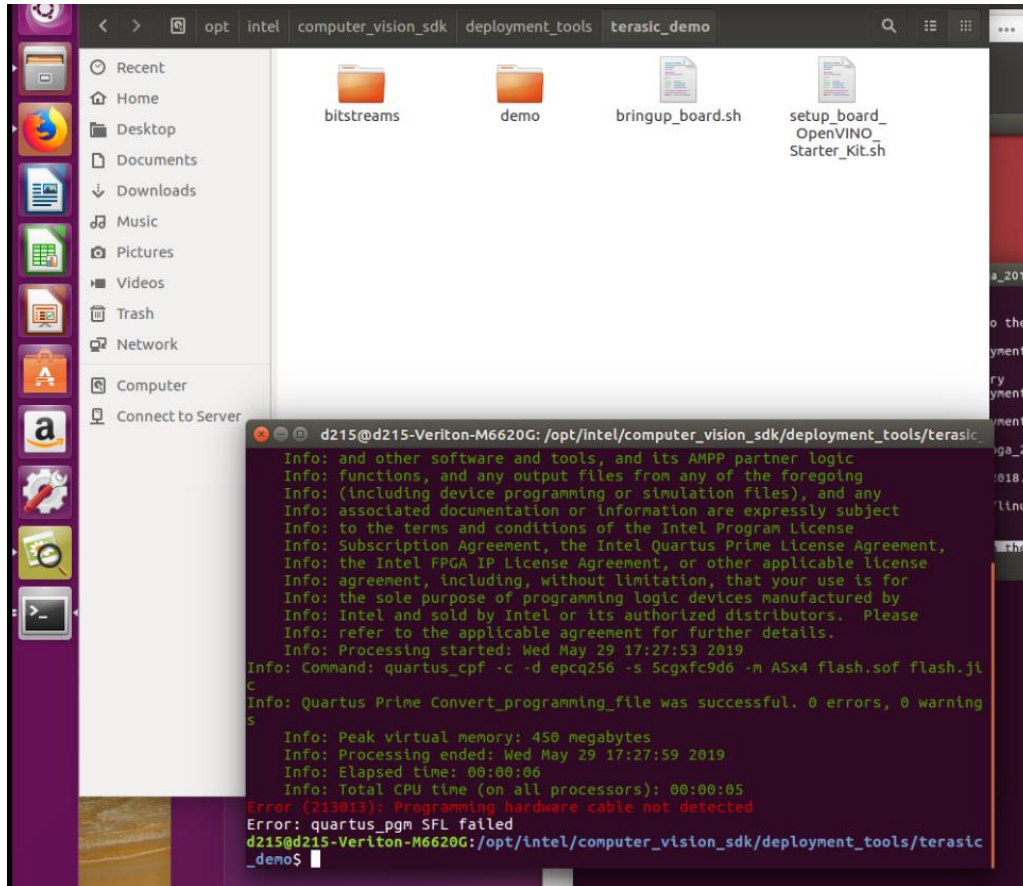 opt intel computer_vision_sdk deployment_tools terasic_demo
Recent
Home
Desktop
Documents
Downloads
Music
Pictures
Videos
Trash
Network
Computer
Connect to Server
bitstreams
demo
bringup_board.sh
setup_board_
OpenVINO_
Starter_Kit.sh
a_201
o the
yment
ry
yment
yment
pga_2
018.
/linu
the
d215@d215-Veriton-M6620G: /opt/intel/computer_vision_sdk/deployment_tools/terasic_
Info: and other software and tools, and its AMPP partner logic
Info: functions, and any output files from any of the foregoing
Info: (including device programming or simulation files), and any
Info: associated documentation or information are expressly subject
Info: to the terms and conditions of the Intel Program License
Info: Subscription Agreement, the Intel Quartus Prime License Agreement,
Info: the Intel FPGA IP License Agreement, or other applicable license
Info: agreement, including, without limitation, that your use is for
Info: the sole purpose of programming logic devices manufactured by
Info: Intel and sold by Intel or its authorized distributors.  Please
Info: refer to the applicable agreement for further details.
Info: Processing started: Wed May 29 17:27:53 2019
Info: Command: quartus_cpf -c -d epcq256 -s 5cgxfc9d6 -m ASx4 flash.sof flash.ji
c
Info: Quartus Prime Convert_programming_file was successful. 0 errors, 0 warning
s
Info: Peak virtual memory: 450 megabytes
Info: Processing ended: Wed May 29 17:27:59 2019
Info: Elapsed time: 00:00:06
Info: Total CPU time (on all processors): 00:00:05
Error (213013): Programming hardware cable not detected
Error: quartus_pgm SFL failed
d215@d215-Veriton-M6620G:/opt/intel/computer_vision_sdk/deployment_tools/terasic
_demo$